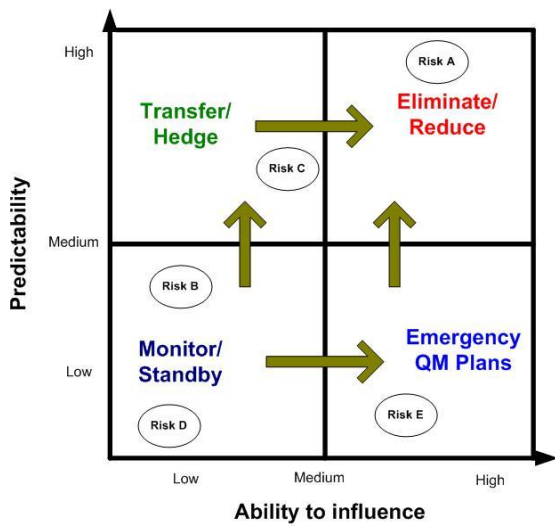 High
Risk A
Transfer/
Hedge
Eliminate/
Reduce
Risk C
Predictability
Medium
Risk B
Monitor/
Standby
Emergency
QM Plans
Low
Risk D
Risk E
Low
Medium
High
Ability to influence